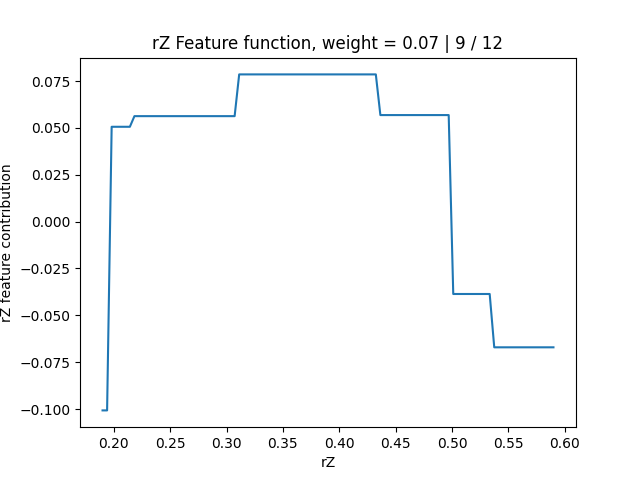 rZ Feature function, weight = 0.07 | 9 / 12
0.075
0.050
0.025
0.000
−0.025
−0.050
−0.075
−0.100
rZ feature contribution
0.20 0.25 0.30 0.35 0.40 0.45 0.50 0.55 0.60
rZ